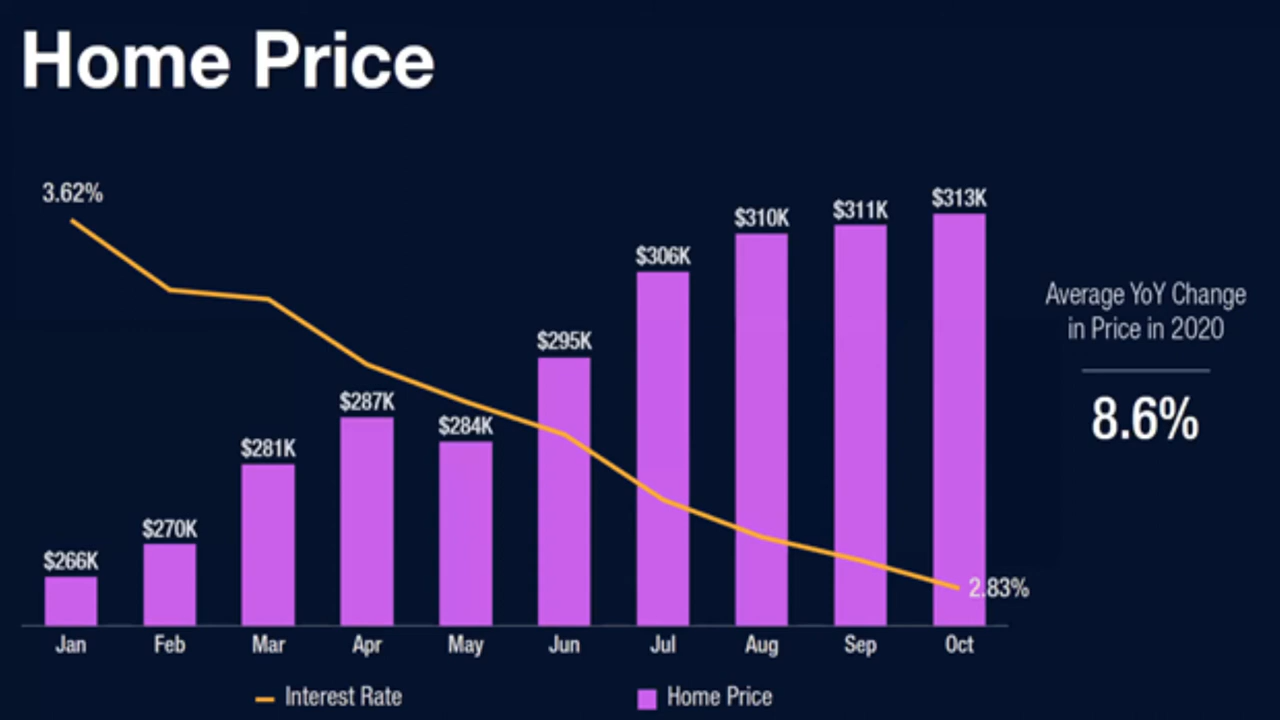 Home Price
3.62%
$266K
$270K
$281K
$287K
$284K
$295K
$306K
$310K
$311K
$313K
2.83%
Jan
Feb
Mar
Apr
May
Jun
Jul
Aug
Sep
Oct
Interest Rate
Home Price
Average YoY Change
in Price in 2020
8.6%